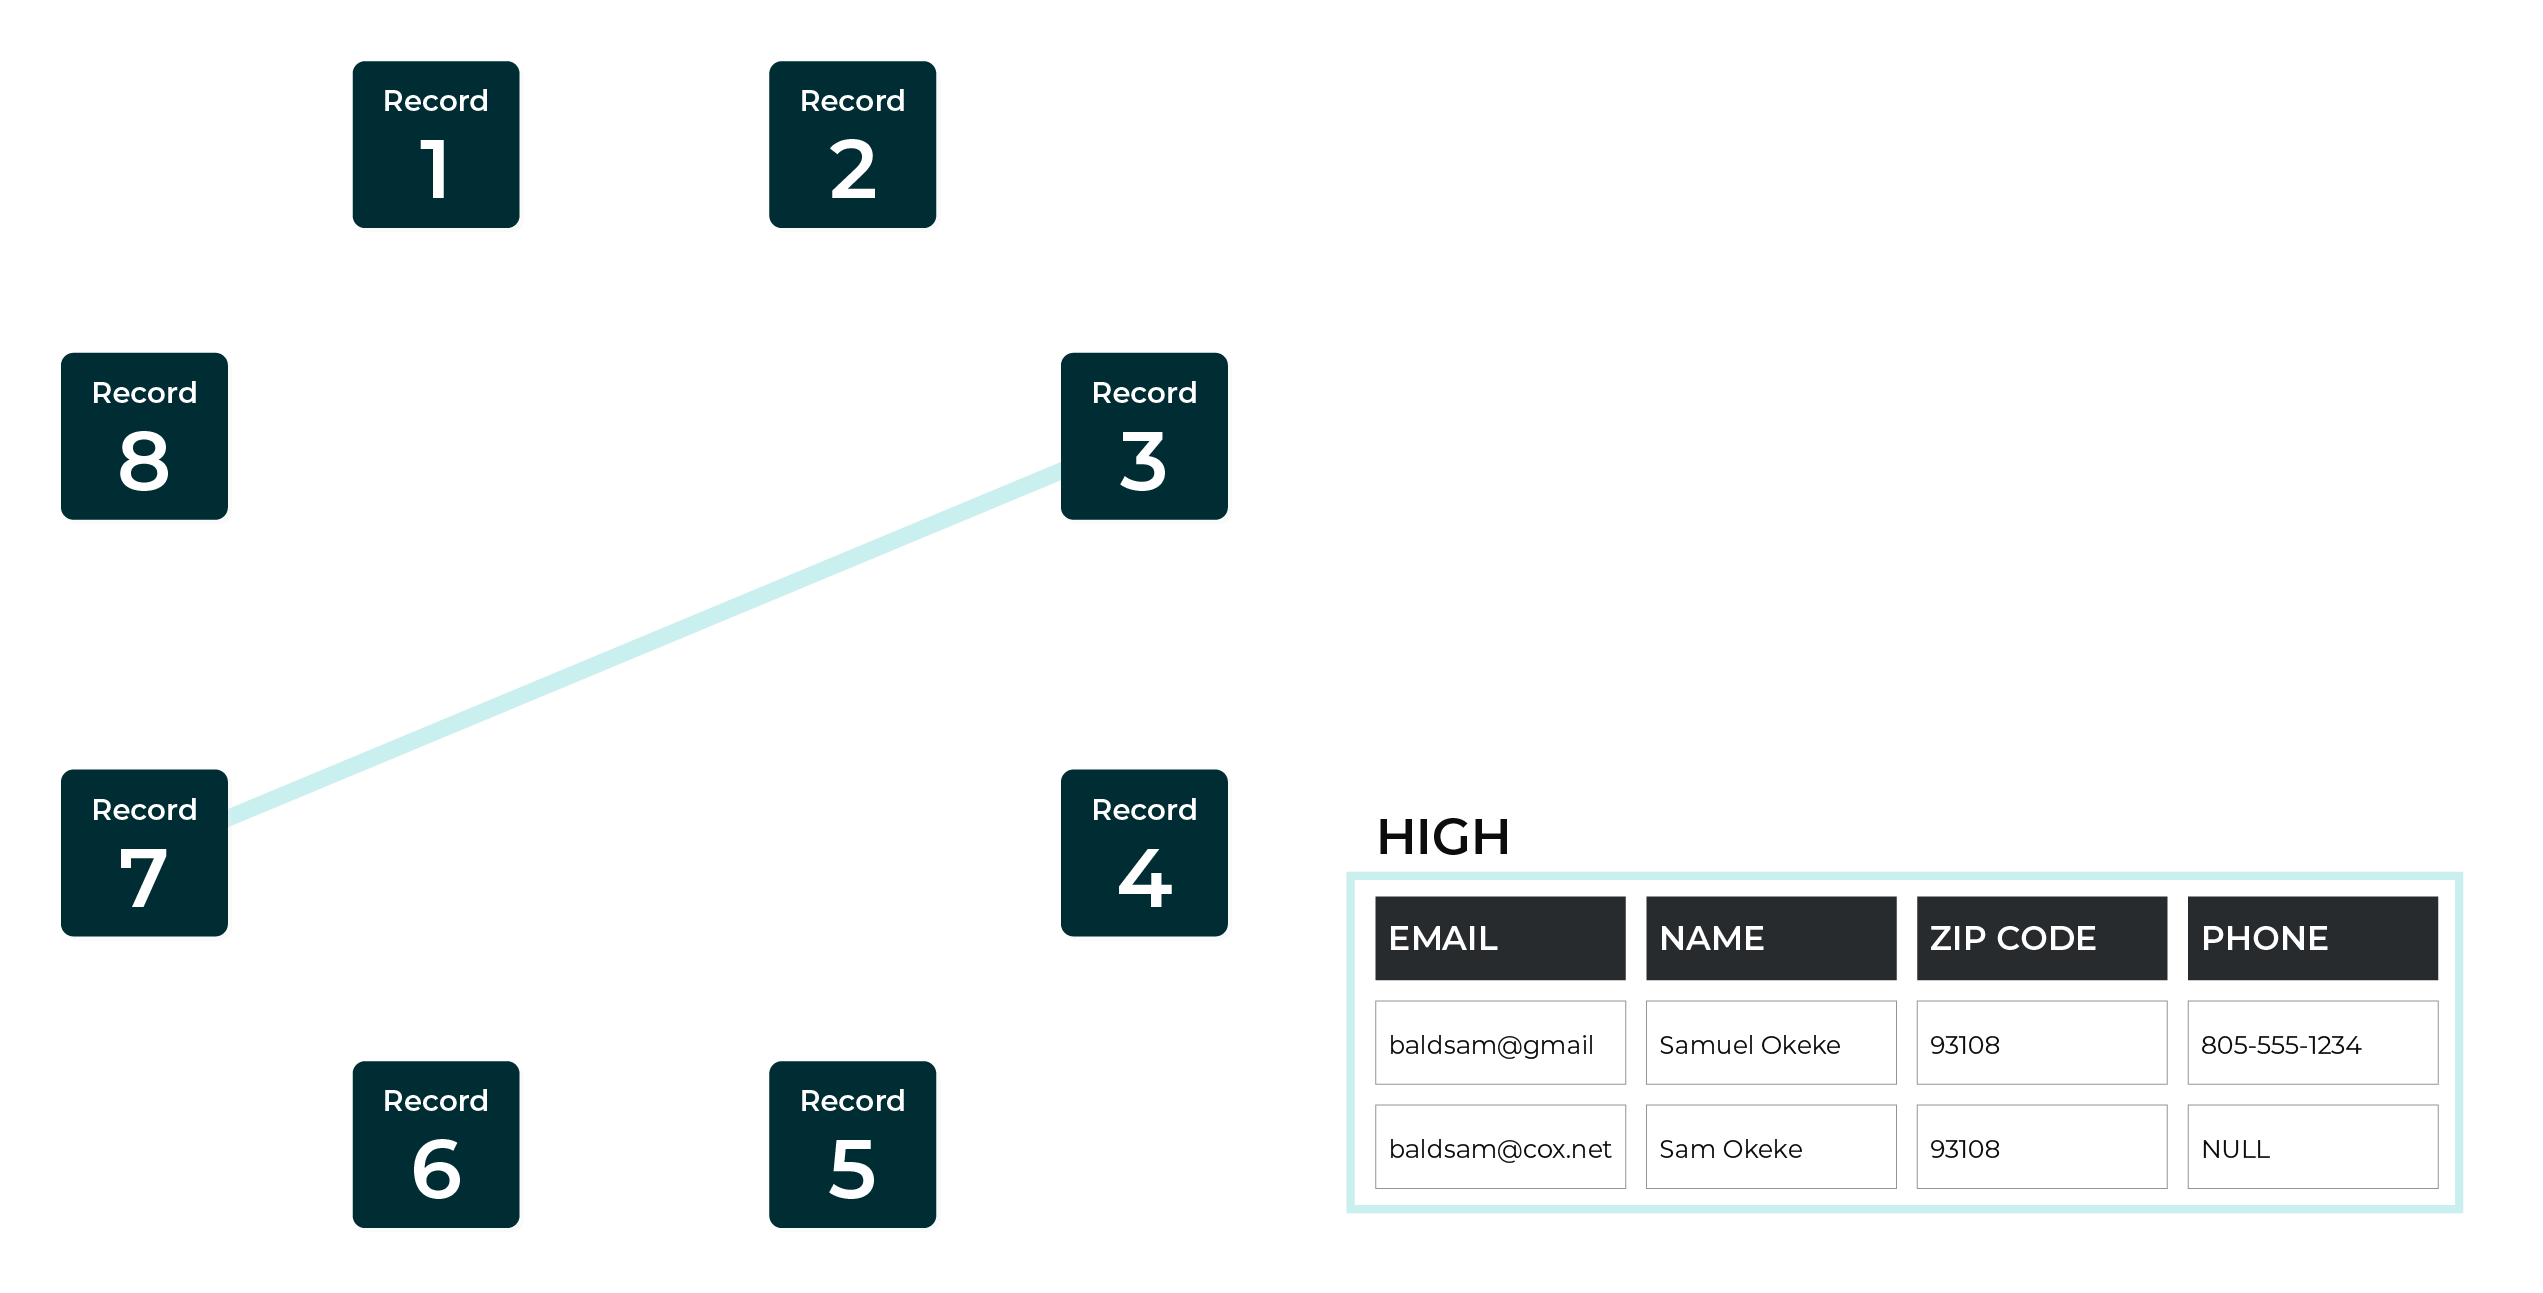 Record
1
Record
2
Record
8
Record
3
Record
7
Record
4
Record
6
Record
5
HIGH
EMAIL NAME ZIP CODE PHONE
baldsam@gmail Samuel Okeke 93108 805-555-1234
baldsam@cox.net Sam Okeke 93108 NULL